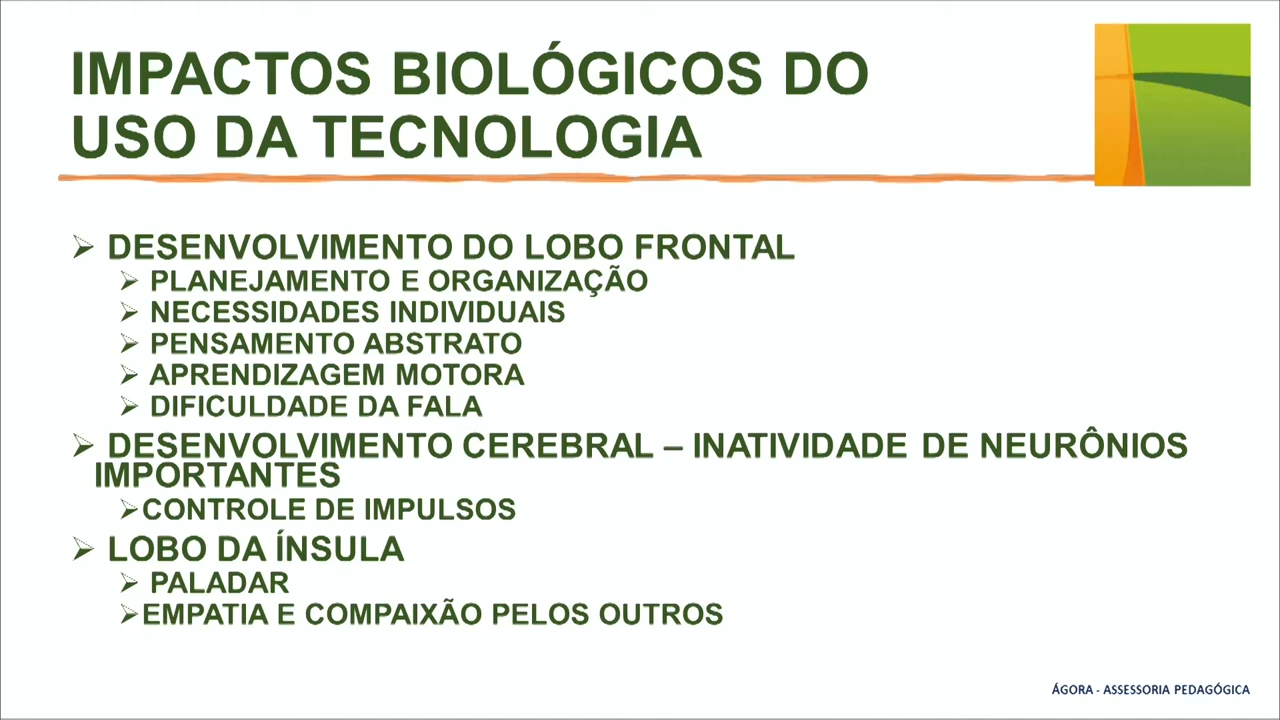 IMPACTOS BIOLÓGICOS DO
USO DA TECNOLOGIA
➢ DESENVOLVIMENTO DO LOBO FRONTAL
➢ PLANEJAMENTO E ORGANIZAÇÃO
➢ NECESSIDADES INDIVIDUAIS
➢ PENSAMENTO ABSTRATO
➢ APRENDIZAGEM MOTORA
➢ DIFICULDADE DA FALA
➢ DESENVOLVIMENTO CEREBRAL – INATIVIDADE DE NEURÔNIOS
IMPORTANTES
➢CONTROLE DE IMPULSOS
➢ LOBO DA ÍNSULA
➢ PALADAR
➢EMPATIA E COMPAIXÃO PELOS OUTROS
ÁGORA - ASSESSORIA PEDAGÓGICA